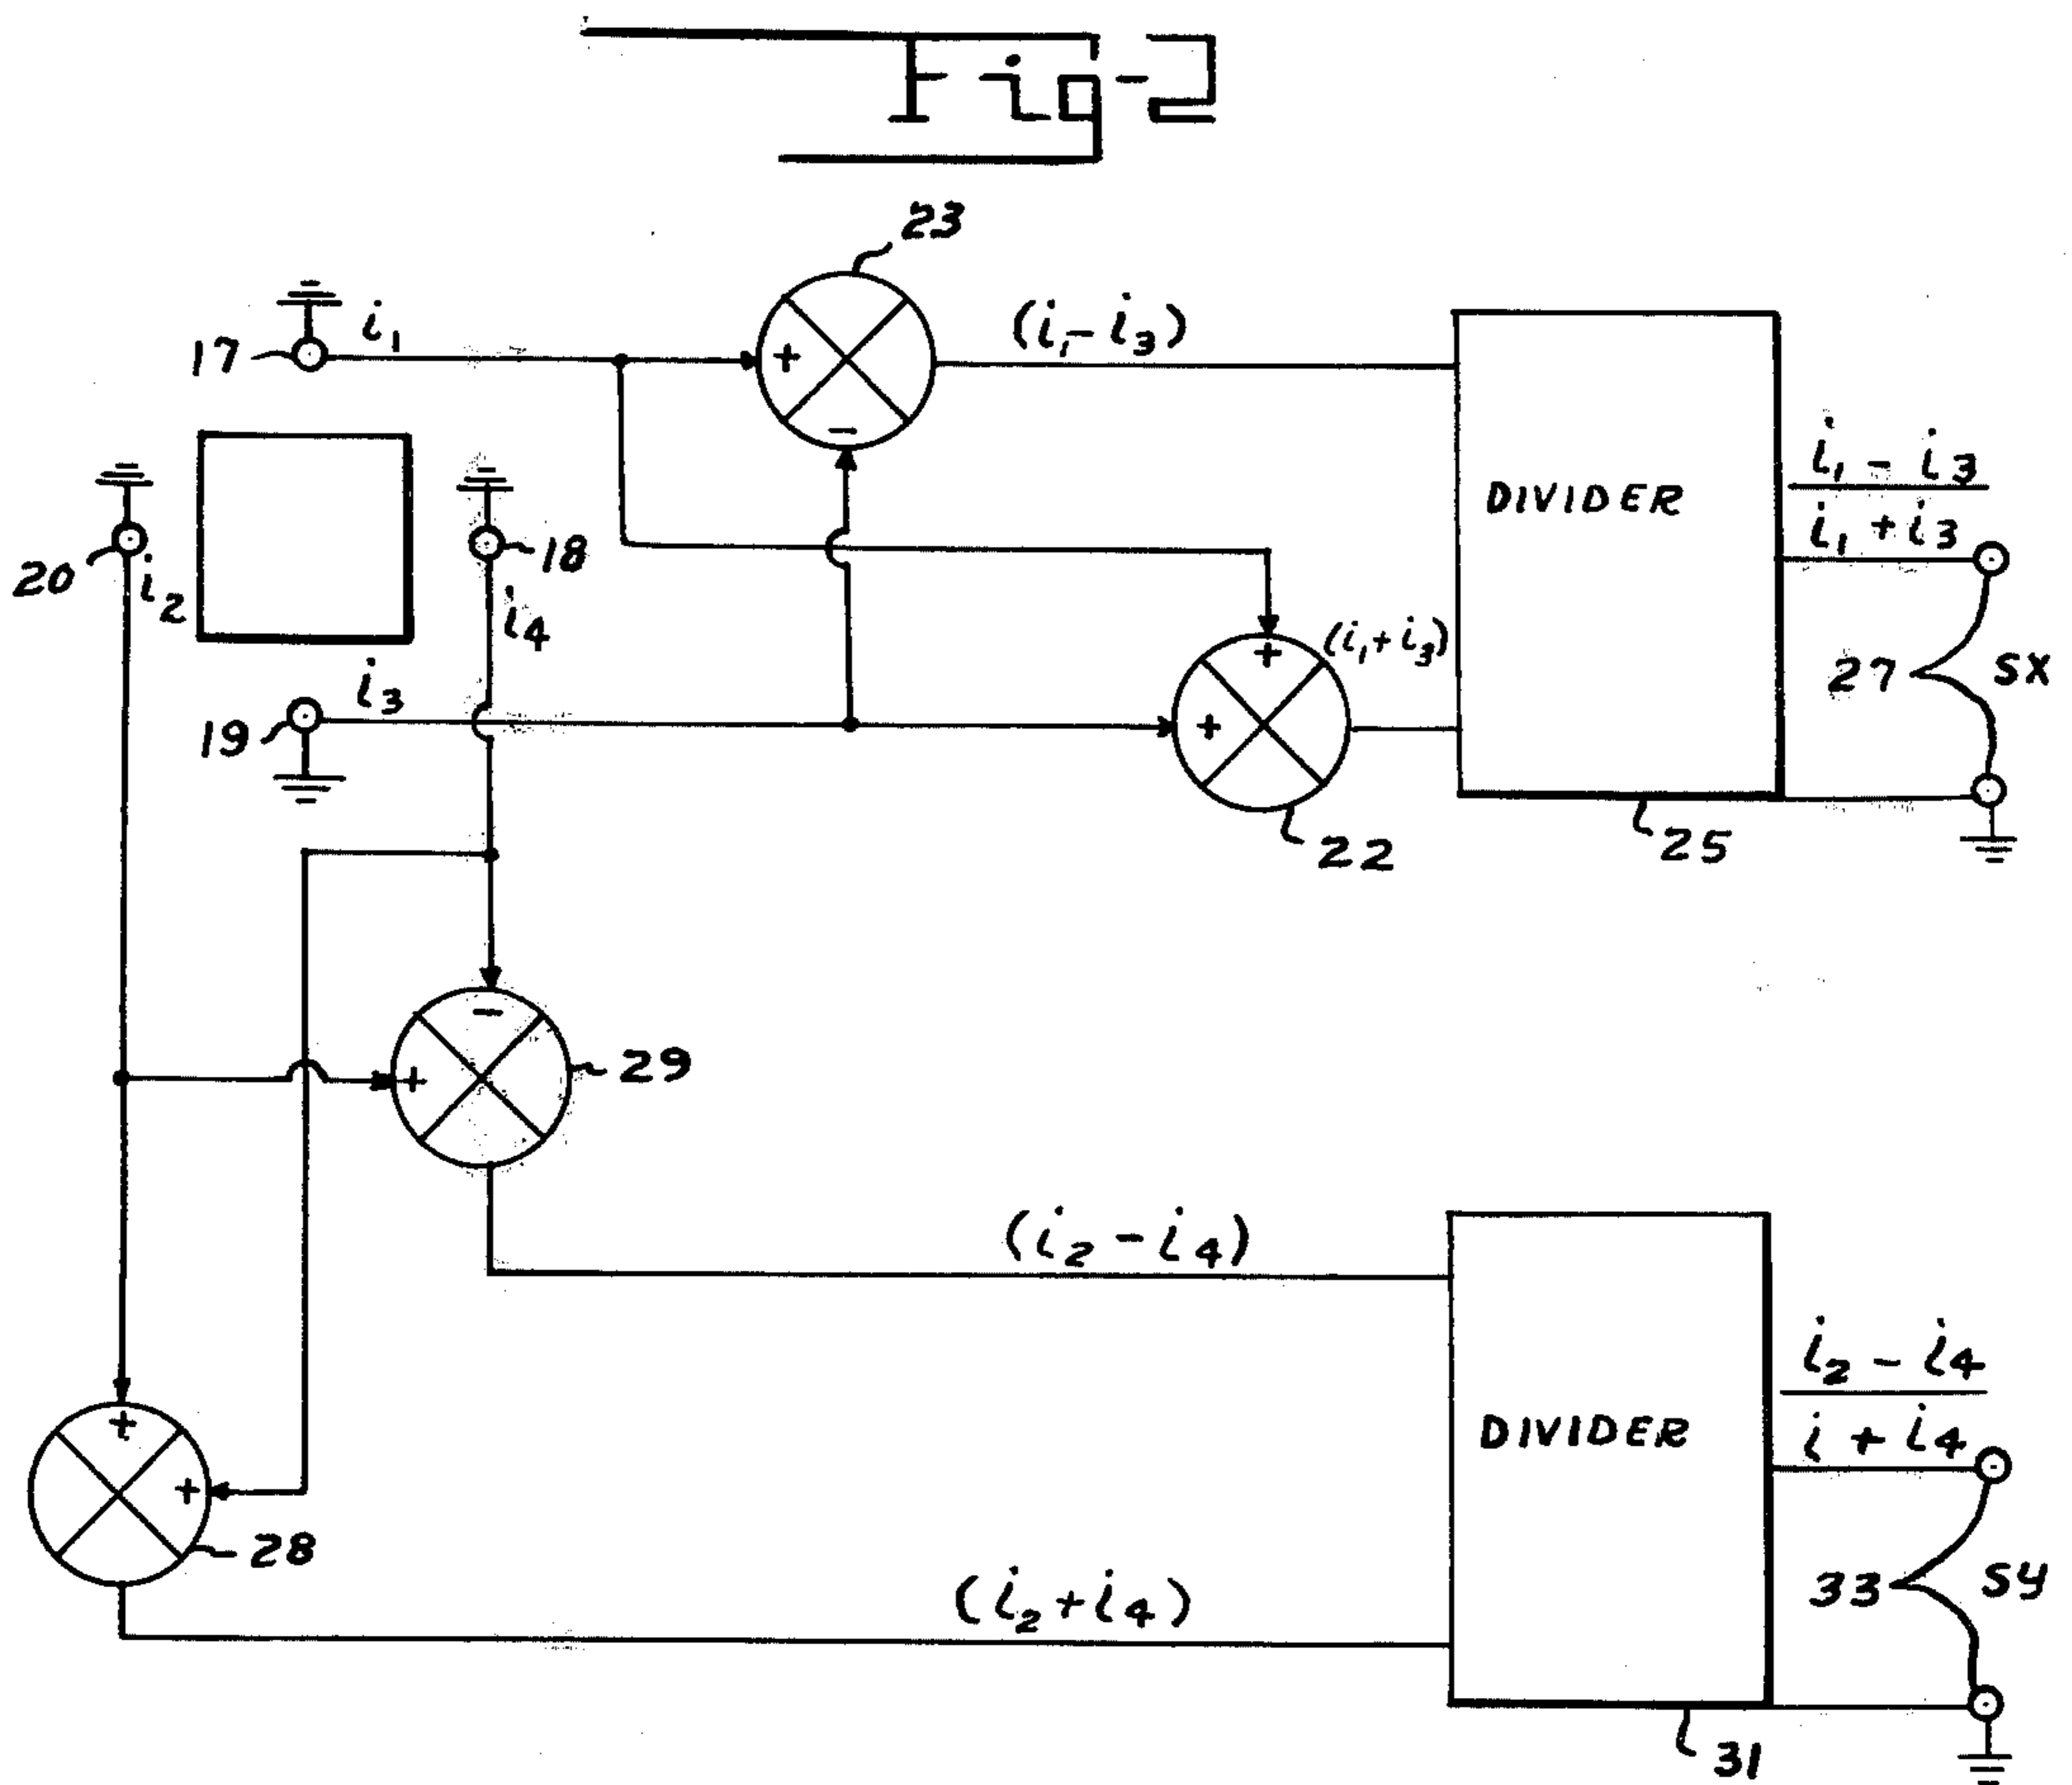 Fig-2
23
i₁
(i₁-i₃)
17
+
-
DIVIDER
i₁ - i₃
i₁ + i₃
18
20
i₂
i₄
(i₁+i₃)
+
27
SX
i₃
19
+
22
25
-
29
+
(i₂-i₄)
i₂ - i₄
DIVIDER
i + i₄
+
+
28
33
SY
(i₂+i₄)
31